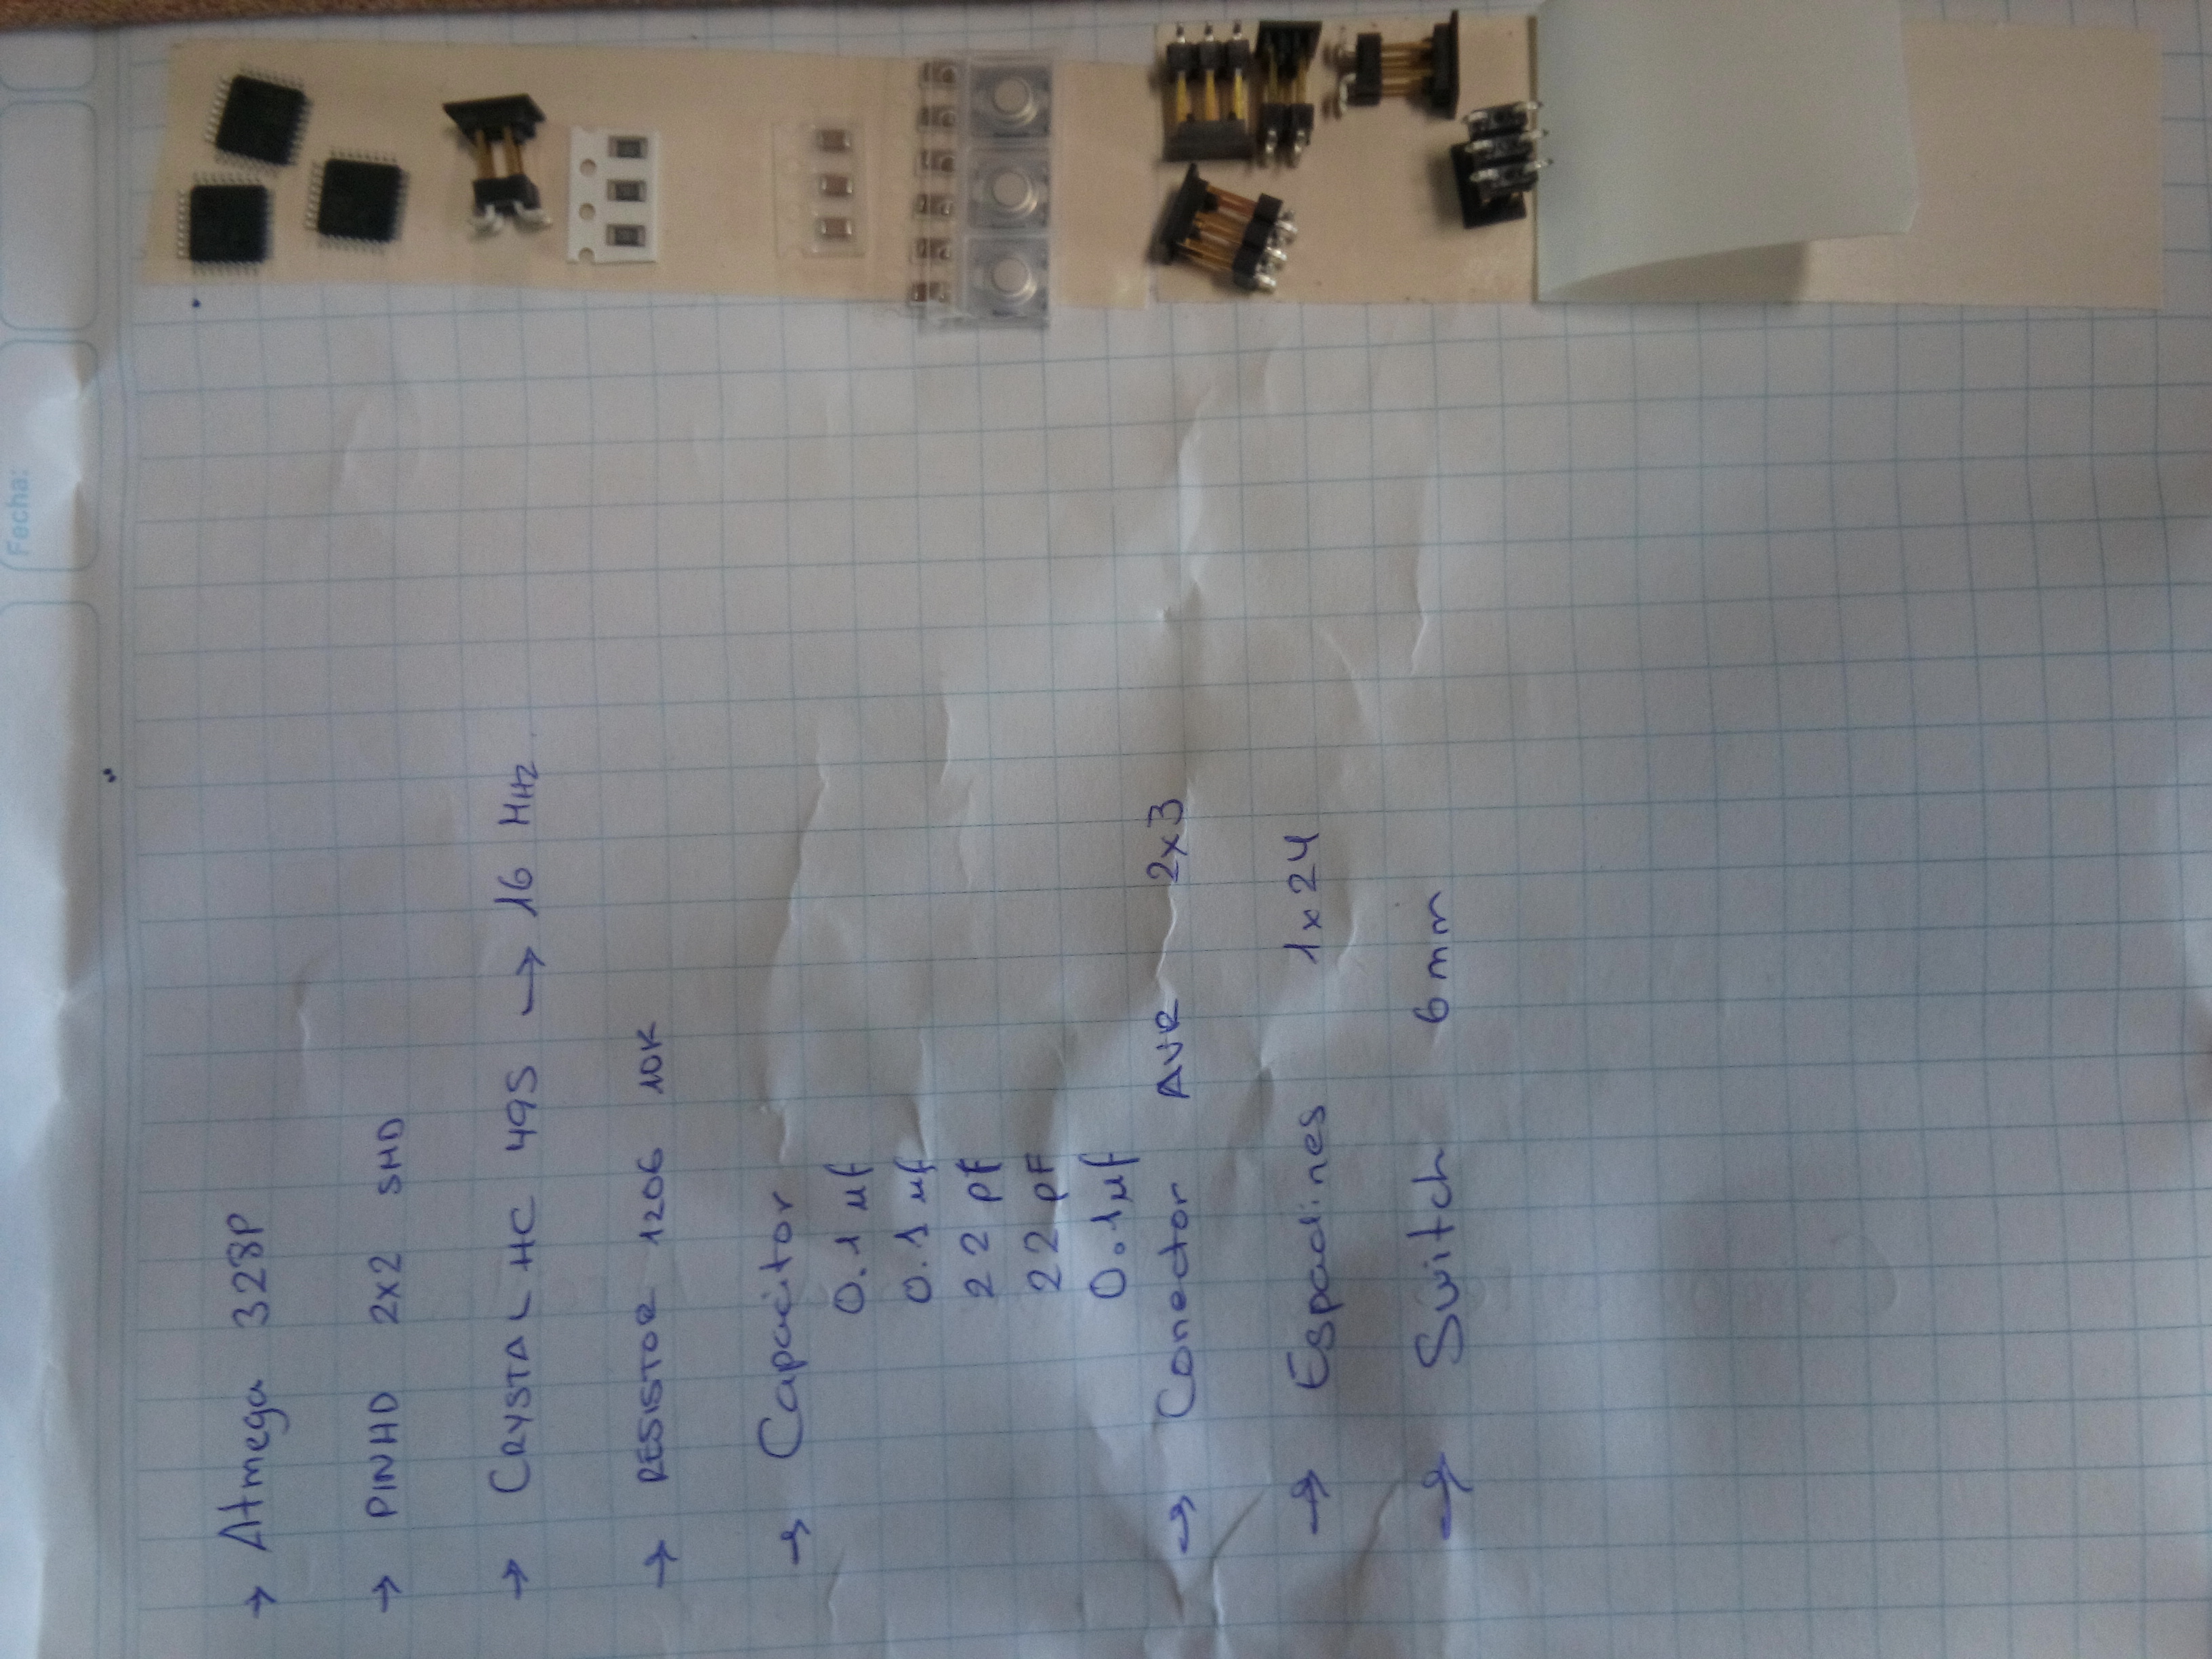 Fecha:
→ Atmega 328P
→ PINHD 2x2 SMD
→ CRYSTAL HC 49S → 16 MHz
→ RESISTOR 1206 10K
→ Capacitor
0.1 uf
0.1 uf
22 pf
22 pF
0.1uf
→ Conector AVR 2x3
→ Espadines 1x24
→ Switch 6mm